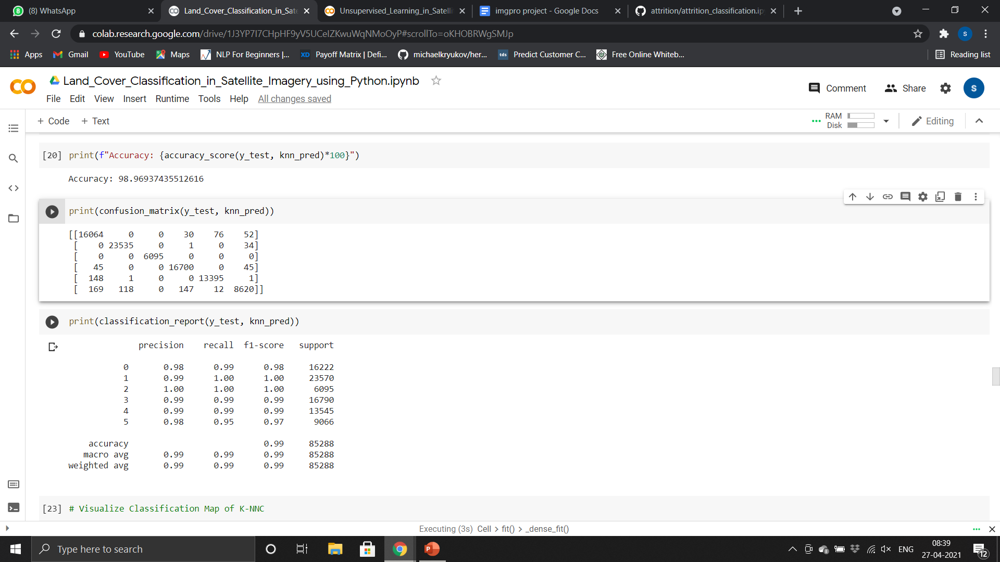 (8) WhatsApp
Land_Cover_Classification_in_Sate
Unsupervised_Learning_in_Satelli
imgpro project - Google Docs
attrition/attrition_classification.ip
colab.research.google.com/drive/1J3YP7I7CHpHF9yV5UCeIZKwuWqNMoOyP#scrollTo=oKHOBRWgSMJp
S
Apps Gmail YouTube Maps NLP For Beginners |... XD Payoff Matrix | Defi... michaelkryukov/her... tds Predict Customer C... Free Online Whiteb... Reading list
Land_Cover_Classification_in_Satellite_Imagery_using_Python.ipynb
Comment Share S
File Edit View Insert Runtime Tools Help All changes saved
+ Code + Text
RAM
Disk
Editing
[20] print(f"Accuracy: {accuracy_score(y_test, knn_pred)*100}")
Accuracy: 98.96937435512616
print(confusion_matrix(y_test, knn_pred))
[[16064 0 0 30 76 52]
[ 0 23535 0 1 0 34]
[ 0 0 6095 0 0 0]
[ 45 0 0 16700 0 45]
[ 148 1 0 0 13395 1]
[ 169 118 0 147 12 8620]]
print(classification_report(y_test, knn_pred))
precision recall f1-score support
0 0.98 0.99 0.98 16222
1 0.99 1.00 1.00 23570
2 1.00 1.00 1.00 6095
3 0.99 0.99 0.99 16790
4 0.99 0.99 0.99 13545
5 0.98 0.95 0.97 9066
accuracy 0.99 85288
macro avg 0.99 0.99 0.99 85288
weighted avg 0.99 0.99 0.99 85288
[23] # Visualize Classification Map of K-NNC
Executing (3s) Cell > fit() > _dense_fit()
Type here to search
ENG
08:39
27-04-2021
12